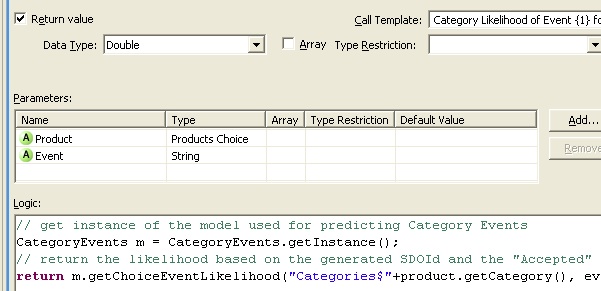 Return value
Call Template: Category Likelihood of Event {1} fo
Data Type: Double
Array Type Restriction:
Parameters:
Name Type Array Type Restriction Default Value
A Product Products Choice
A Event String
Add...
Remove
Logic:
// get instance of the model used for predicting Category Events
CategoryEvents m = CategoryEvents.getInstance();
// return the likelihood based on the generated SDOId and the "Accepted"
return m.getChoiceEventLikelihood("Categories$"+product.getCategory(), ev